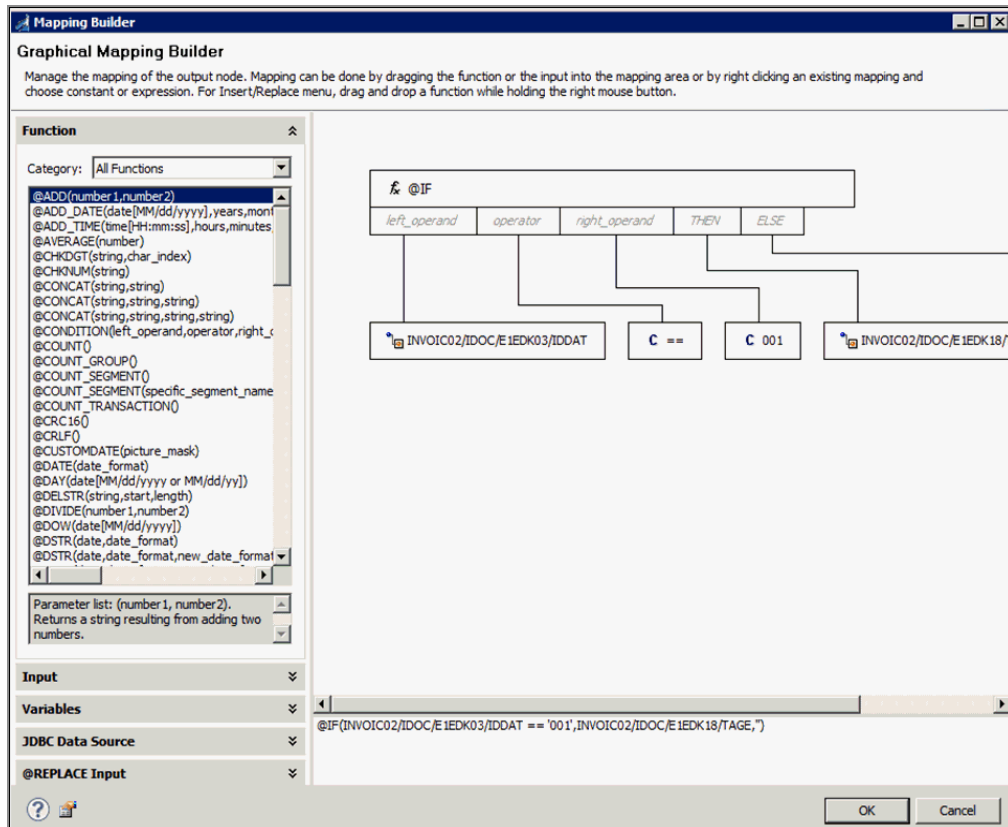 Mapping Builder
Graphical Mapping Builder
Manage the mapping of the output node. Mapping can be done by dragging the function or the input into the mapping area or by right clicking an existing mapping and
choose constant or expression. For Insert/Replace menu, drag and drop a function while holding the right mouse button.
Function
Category: All Functions
@ADD(number1,number2)
@ADD_DATE(date[MM/dd/yyyy],years,mont
@ADD_TIME(time[HH:mm:ss],hours,minutes,
@AVERAGE(number)
@CHKDGT(string,char_index)
@CHKNUM(string)
@CONCAT(string,string)
@CONCAT(string,string,string)
@CONCAT(string,string,string,string)
@CONDITION(left_operand,operator,right_o
@COUNT()
@COUNT_GROUP()
@COUNT_SEGMENT()
@COUNT_SEGMENT(specific_segment_name
@COUNT_TRANSACTION()
@CRC16()
@CRLF()
@CUSTOMDATE(picture_mask)
@DATE(date_format)
@DAY(date[MM/dd/yyyy or MM/dd/yy])
@DELSTR(string,start,length)
@DIVIDE(number1,number2)
@DOW(date[MM/dd/yyyy])
@DSTR(date,date_format)
@DSTR(date,date_format,new_date_format
Parameter list: (number1, number2).
Returns a string resulting from adding two
numbers.
Input
Variables
JDBC Data Source
@REPLACE Input
fx @IF
left_operand operator right_operand THEN ELSE
INVOIC02/IDOC/E1EDK03/IDDAT C == C 001 INVOIC02/IDOC/E1EDK18/T
@IF(INVOIC02/IDOC/E1EDK03/IDDAT == '001',INVOIC02/IDOC/E1EDK18/TAGE,'')
OK Cancel